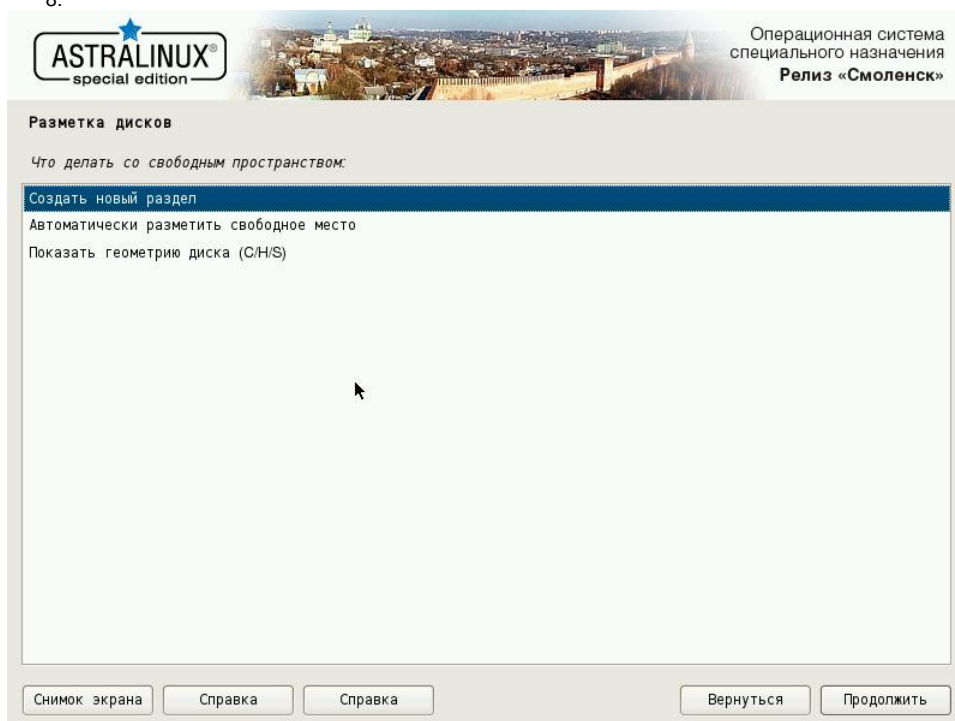 8.
ASTRALINUX®
special edition
Операционная система
специального назначения
Релиз «Смоленск»
Разметка дисков
Что делать со свободным пространством:
Создать новый раздел
Автоматически разметить свободное место
Показать геометрию диска (C/H/S)
Снимок экрана
Справка
Справка
Вернуться
Продолжить